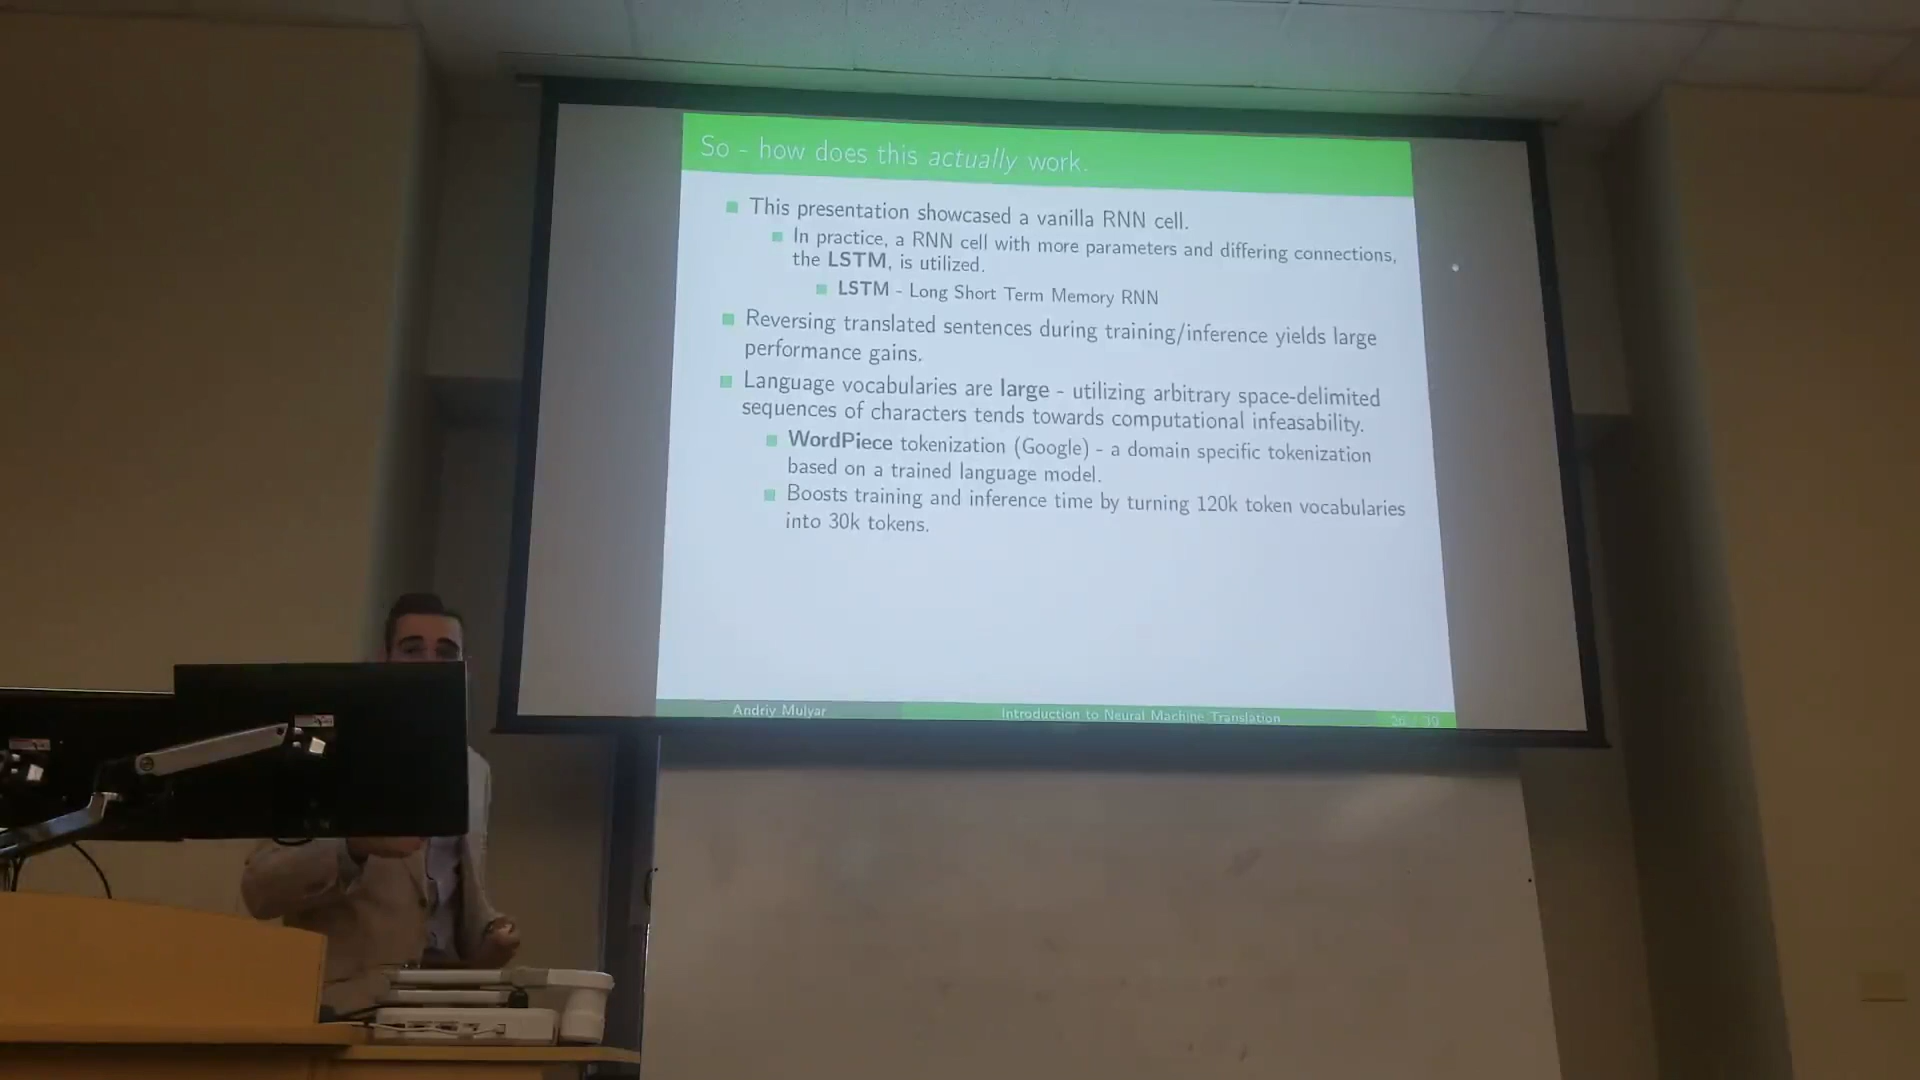 So - how does this actually work.
This presentation showcased a vanilla RNN cell.
In practice, a RNN cell with more parameters and differing connections,
the LSTM, is utilized.
LSTM - Long Short Term Memory RNN
Reversing translated sentences during training/inference yields large
performance gains.
Language vocabularies are large - utilizing arbitrary space-delimited
sequences of characters tends towards computational infeasability.
WordPiece tokenization (Google) - a domain specific tokenization
based on a trained language model.
Boosts training and inference time by turning 120k token vocabularies
into 30k tokens.
Andriy Mulyar
Introduction to Neural Machine Translation